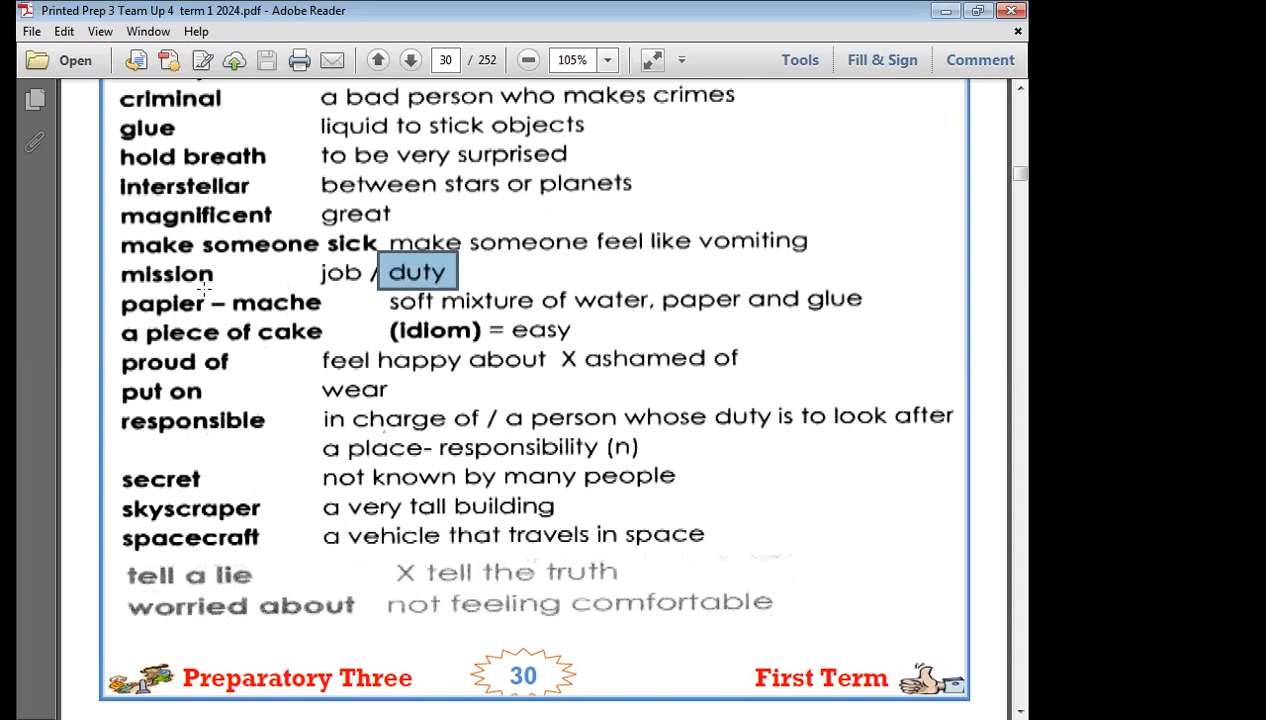 Printed Prep 3 Team Up 4 term 1 2024.pdf - Adobe Reader
File Edit View Window Help
Open 30 / 252 105% Tools Fill & Sign Comment
criminal a bad person who makes crimes
glue liquid to stick objects
hold breath to be very surprised
interstellar between stars or planets
magnificent great
make someone sick make someone feel like vomiting
mission job / duty
papier – mache soft mixture of water, paper and glue
a piece of cake (idiom) = easy
proud of feel happy about X ashamed of
put on wear
responsible in charge of / a person whose duty is to look after
a place- responsibility (n)
secret not known by many people
skyscraper a very tall building
spacecraft a vehicle that travels in space
tell a lie X tell the truth
worried about not feeling comfortable
Preparatory Three 30 First Term